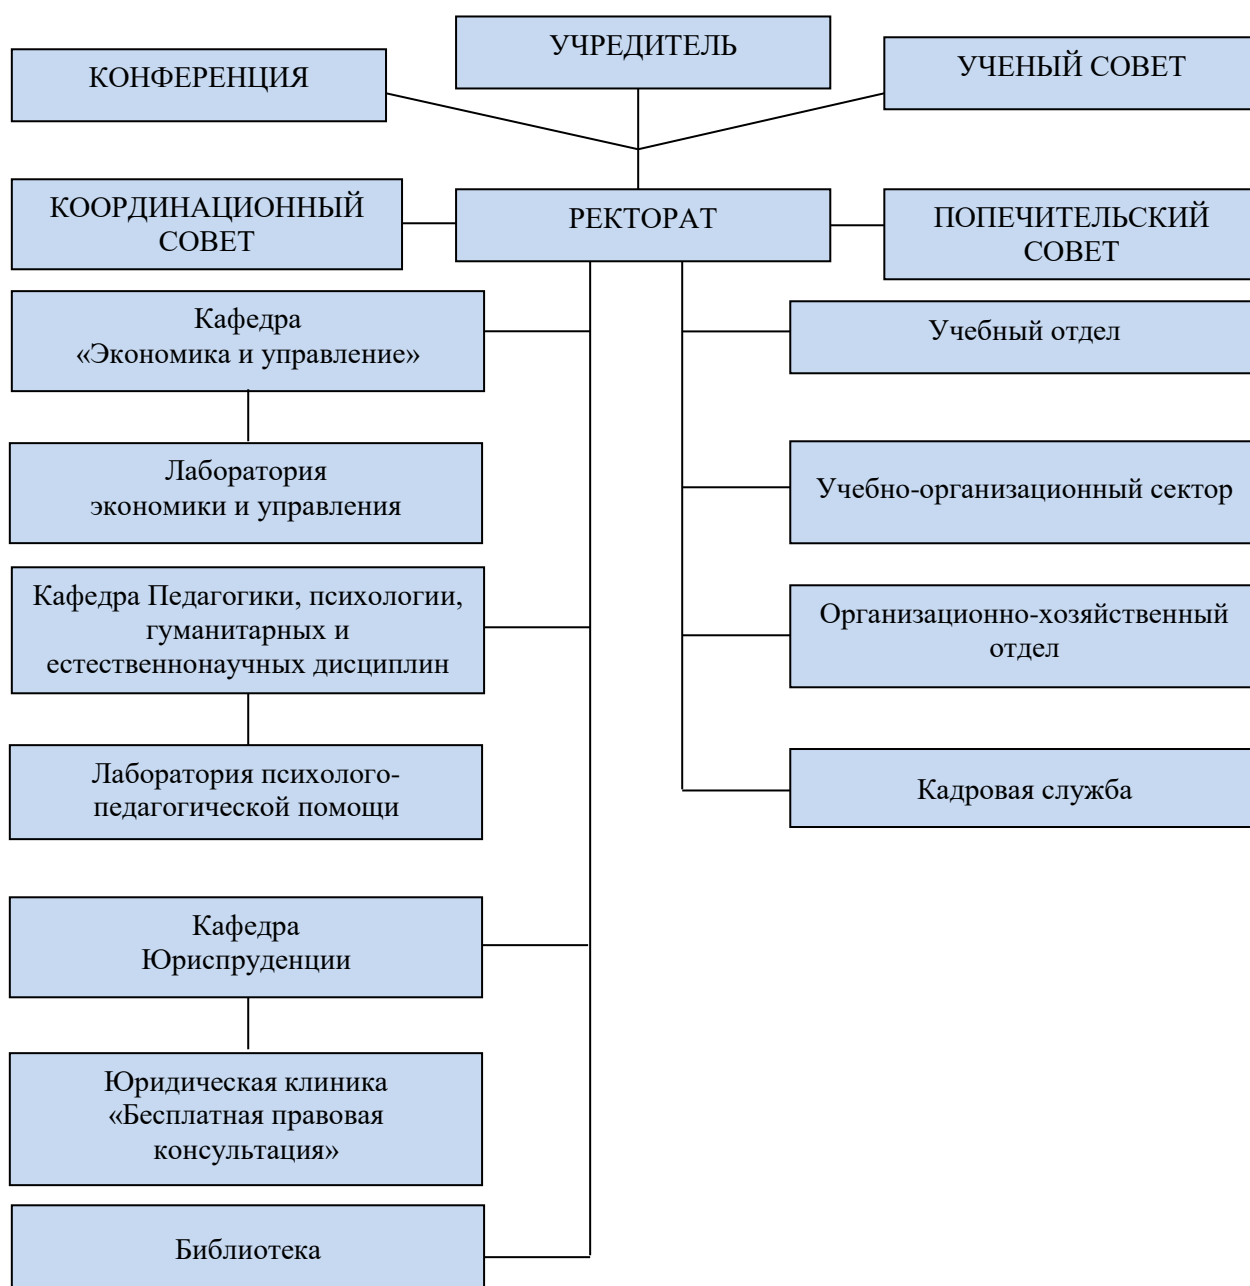 УЧРЕДИТЕЛЬ
КОНФЕРЕНЦИЯ
УЧЕНЫЙ СОВЕТ
КООРДИНАЦИОННЫЙ
СОВЕТ
РЕКТОРАТ
ПОПЕЧИТЕЛЬСКИЙ
СОВЕТ
Кафедра
«Экономика и управление»
Лаборатория
экономики и управления
Кафедра Педагогики, психологии,
гуманитарных и
естественнонаучных дисциплин
Лаборатория психолого-
педагогической помощи
Кафедра
Юриспруденции
Юридическая клиника
«Бесплатная правовая
консультация»
Библиотека
Учебный отдел
Учебно-организационный сектор
Организационно-хозяйственный
отдел
Кадровая служба